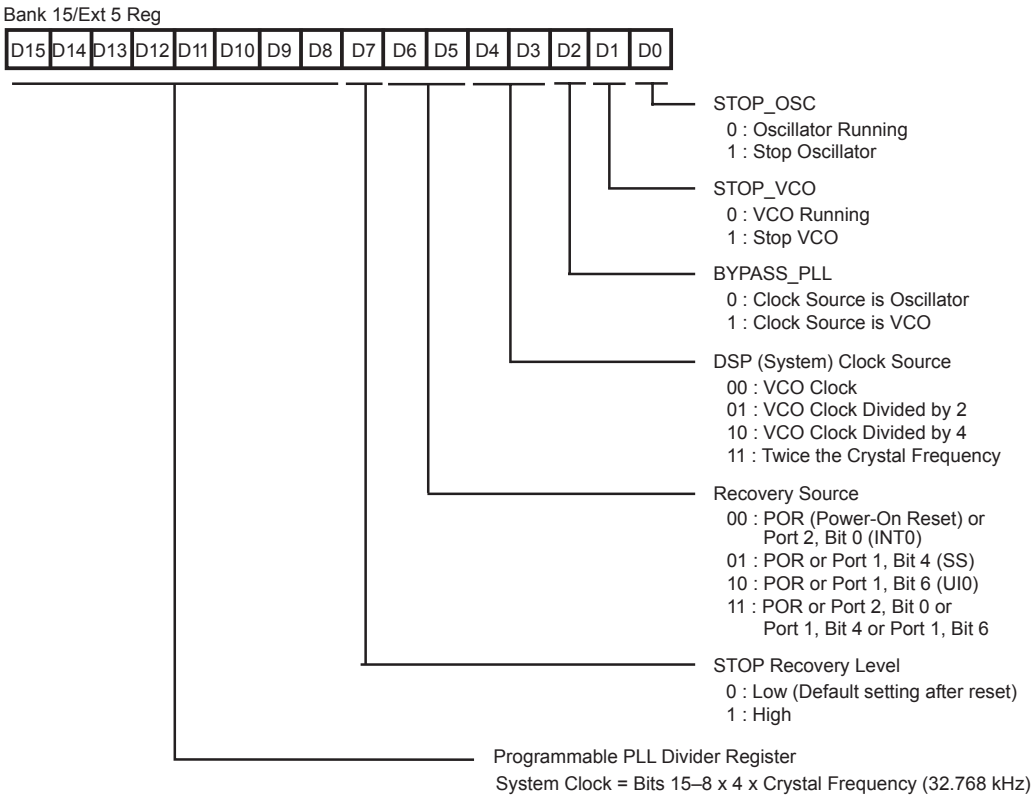 Bank 15/Ext 5 Reg
D15 D14 D13 D12 D11 D10 D9 D8 D7 D6 D5 D4 D3 D2 D1 D0
STOP_OSC
0 : Oscillator Running
1 : Stop Oscillator
STOP_VCO
0 : VCO Running
1 : Stop VCO
BYPASS_PLL
0 : Clock Source is Oscillator
1 : Clock Source is VCO
DSP (System) Clock Source
00 : VCO Clock
01 : VCO Clock Divided by 2
10 : VCO Clock Divided by 4
11 : Twice the Crystal Frequency
Recovery Source
00 : POR (Power-On Reset) or
Port 2, Bit 0 (INT0)
01 : POR or Port 1, Bit 4 (SS)
10 : POR or Port 1, Bit 6 (UI0)
11 : POR or Port 2, Bit 0 or
Port 1, Bit 4 or Port 1, Bit 6
STOP Recovery Level
0 : Low (Default setting after reset)
1 : High
Programmable PLL Divider Register
System Clock = Bits 15–8 x 4 x Crystal Frequency (32.768 kHz)